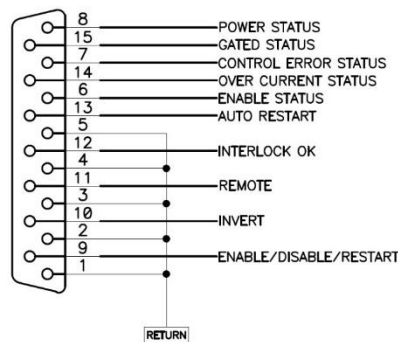 8 POWER STATUS
15 GATED STATUS
7 CONTROL ERROR STATUS
14 OVER CURRENT STATUS
6 ENABLE STATUS
13 AUTO RESTART
5
12 INTERLOCK OK
4
11 REMOTE
3
10 INVERT
2
9 ENABLE/DISABLE/RESTART
1
RETURN